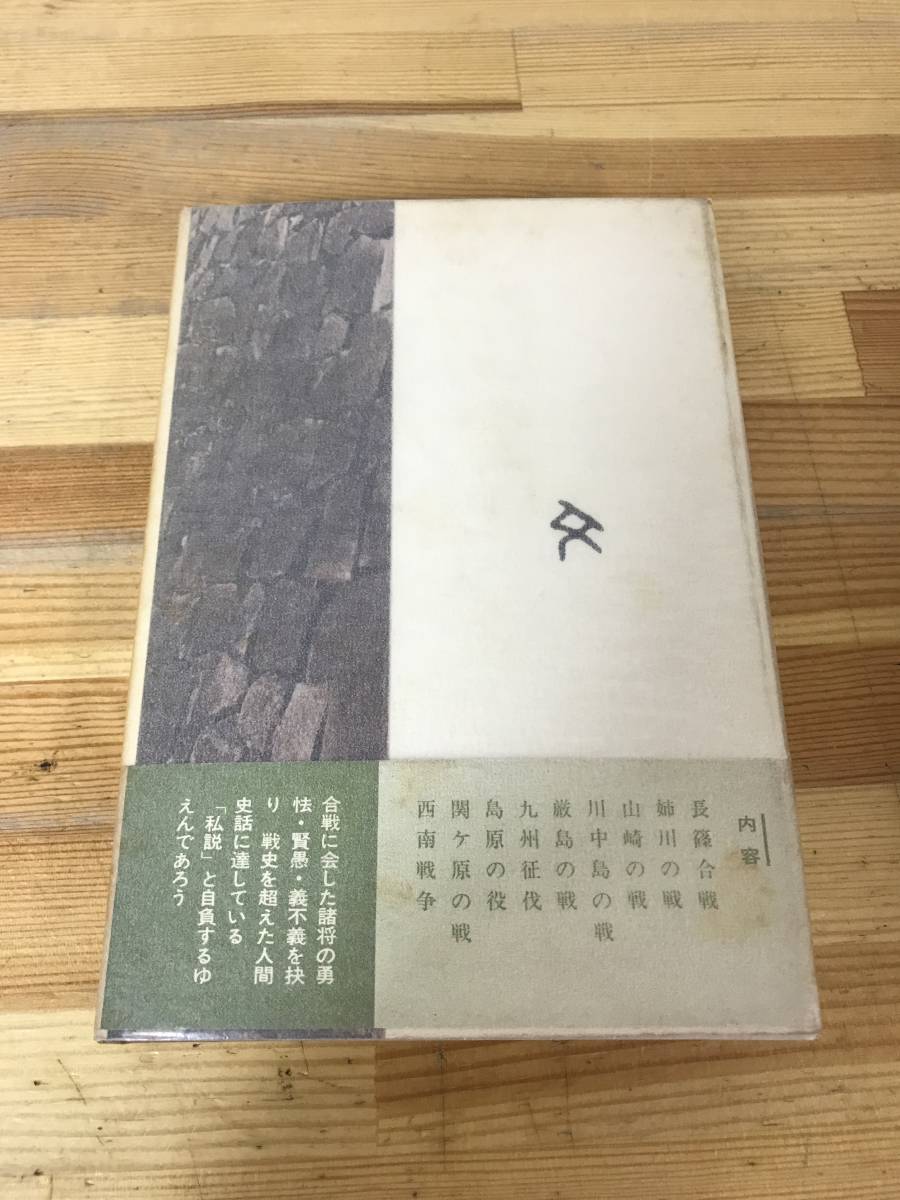 内容
長篠合戦
姉川の戦
山崎の戦
川中島の戦
厳島の戦
九州征伐
島原の役
関ケ原の戦
西南戦争
合戦に会した諸将の勇
怯・賢愚・義不義を抉
り 戦史を超えた人間
史話に達している
「私説」と自負するゆ
えんであろう